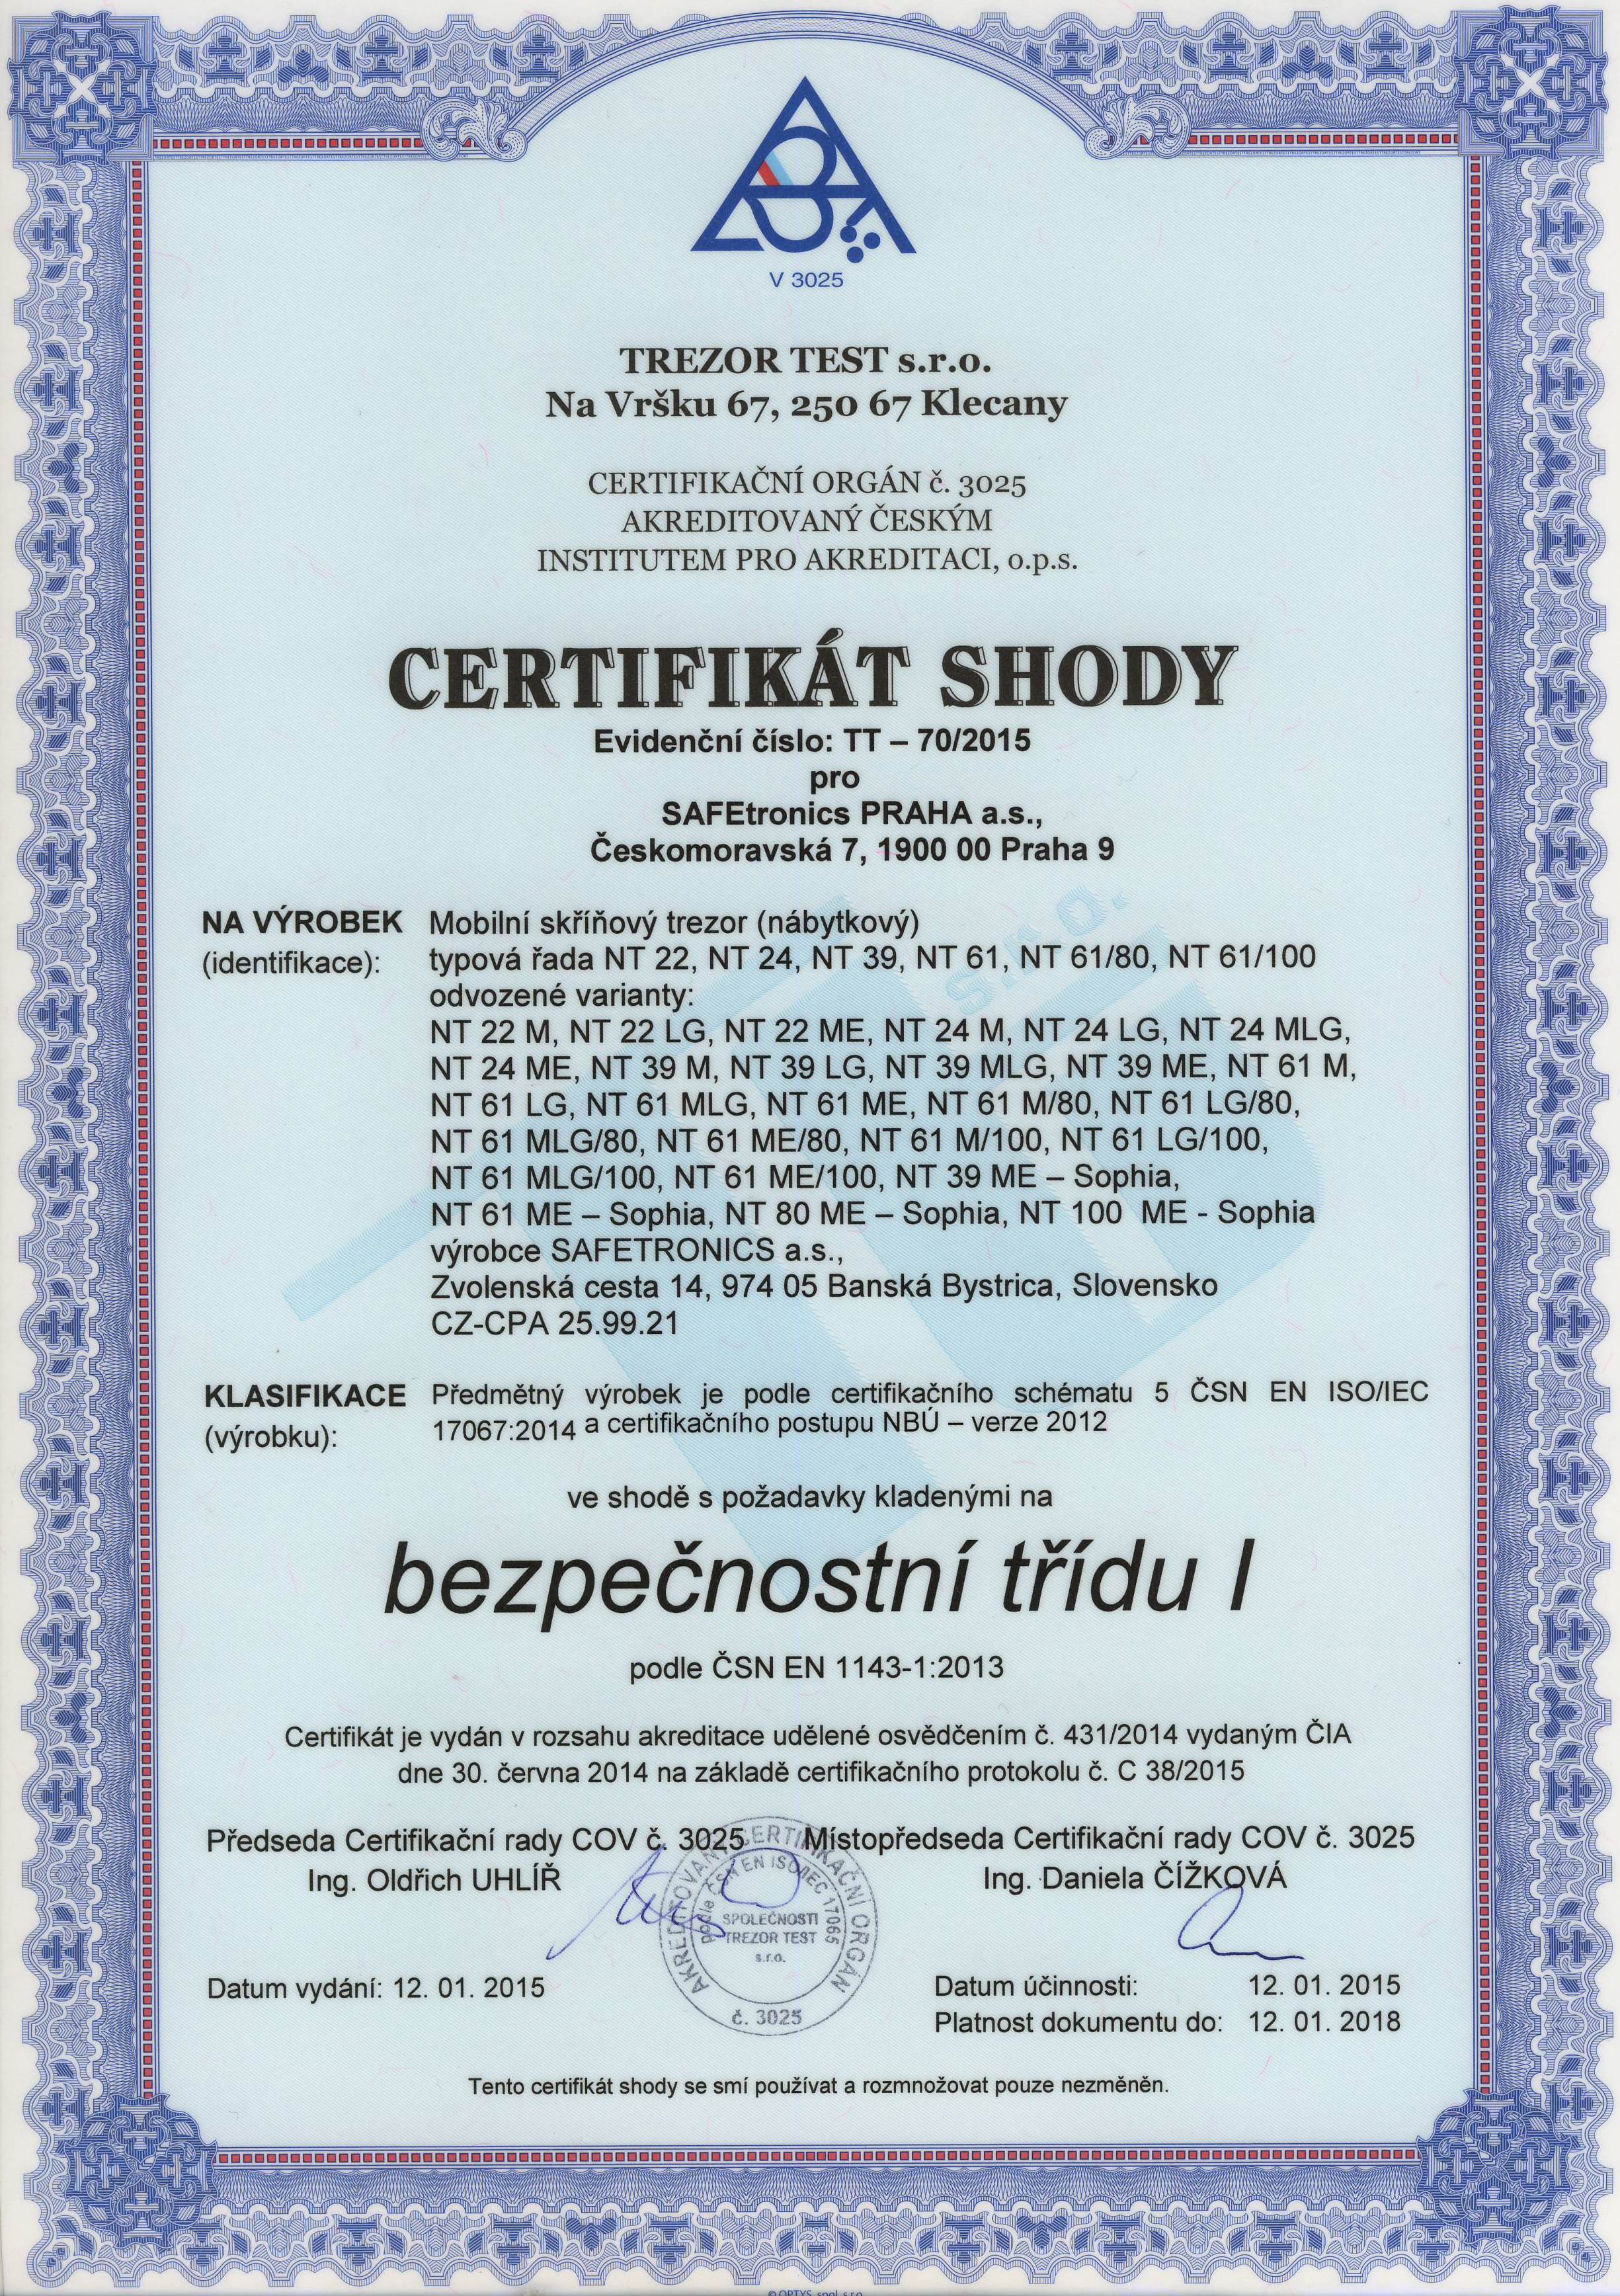 V 3025
TREZOR TEST s.r.o.
Na Vršku 67, 250 67 Klecany
CERTIFIKAČNÍ ORGÁN č. 3025
AKREDITOVANÝ ČESKÝM
INSTITUTEM PRO AKREDITACI, o.p.s.
CERTIFIKÁT SHODY
Evidenční číslo: TT – 70/2015
pro
SAFEtronics PRAHA a.s.,
Českomoravská 7, 1900 00 Praha 9
NA VÝROBEK Mobilní skříňový trezor (nábytkový)
(identifikace): typová řada NT 22, NT 24, NT 39, NT 61, NT 61/80, NT 61/100
odvozené varianty:
NT 22 M, NT 22 LG, NT 22 ME, NT 24 M, NT 24 LG, NT 24 MLG,
NT 24 ME, NT 39 M, NT 39 LG, NT 39 MLG, NT 39 ME, NT 61 M,
NT 61 LG, NT 61 MLG, NT 61 ME, NT 61 M/80, NT 61 LG/80,
NT 61 MLG/80, NT 61 ME/80, NT 61 M/100, NT 61 LG/100,
NT 61 MLG/100, NT 61 ME/100, NT 39 ME – Sophia,
NT 61 ME – Sophia, NT 80 ME – Sophia, NT 100 ME - Sophia
výrobce SAFETRONICS a.s.,
Zvolenská cesta 14, 974 05 Banská Bystrica, Slovensko
CZ-CPA 25.99.21
s.r.o.
KLASIFIKACE Předmětný výrobek je podle certifikačního schématu 5 ČSN EN ISO/IEC
(výrobku): 17067:2014 a certifikačního postupu NBÚ – verze 2012
ve shodě s požadavky kladenými na
bezpečnostní třídu I
podle ČSN EN 1143-1:2013
Certifikát je vydán v rozsahu akreditace udělené osvědčením č. 431/2014 vydaným ČIA
dne 30. června 2014 na základě certifikačního protokolu č. C 38/2015
Předseda Certifikační rady COV č. 3025 Místopředseda Certifikační rady COV č. 3025
Ing. Oldřich UHLÍŘ Ing. Daniela ČÍŽKOVÁ
AKREDITOVANÝ CERTIFIKAČNÍ ORGÁN
podle ČSN EN ISO/IEC 17065
SPOLEČNOSTI
TREZOR TEST
s.r.o.
č. 3025
Datum vydání: 12. 01. 2015 Datum účinnosti: 12. 01. 2015
Platnost dokumentu do: 12. 01. 2018
Tento certifikát shody se smí používat a rozmnožovat pouze nezměněn.
© OPTYS, spol. s r.o.